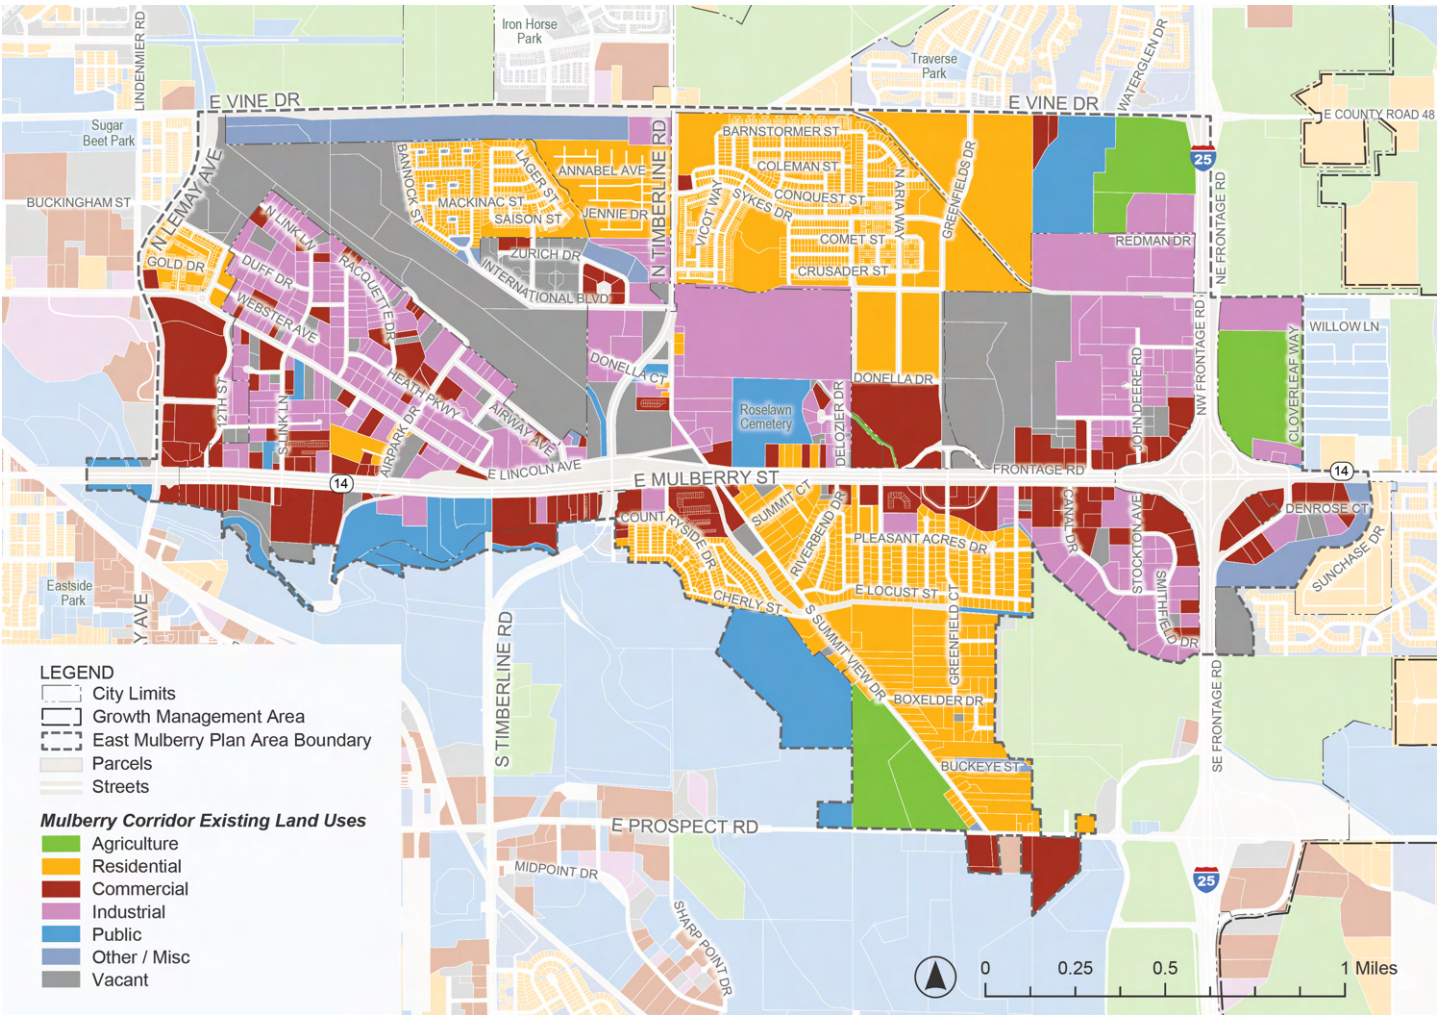 Iron Horse
Park
LINDENMIER RD
Traverse
Park
WATERGLEN DR
E VINE DR
E VINE DR
E COUNTY ROAD 48
Sugar
Beet Park
N LEMAY AVE
BANNOCK ST
LAGER ST
ANNABEL AVE
MACKINAC ST
SAISON ST
JENNIE DR
N TIMBERLINE RD
BARNSTORMER ST
COLEMAN ST
CONQUEST ST
SYKES DR
VICOT WAY
N ARIA WAY
COMET ST
CRUSADER ST
GREENFIELDS DR
25
NE FRONTAGE RD
REDMAN DR
BUCKINGHAM ST
GOLD DR
N LINK LN
DUFF DR
RACQUETTE DR
WEBSTER AVE
ZURICH DR
INTERNATIONAL BLVD
NW FRONTAGE RD
CLOVERLEAF WAY
WILLOW LN
JOHN DEERE RD
12TH ST
S LINK LN
HEATH PKWY
AIRPARK DR
AIRWAY AVE
DONELLA CT
DONELLA DR
Roselawn
Cemetery
DELOZIER DR
E LINCOLN AVE
E MULBERRY ST
FRONTAGE RD
14
14
COUNTRYSIDE DR
SUMMIT CT
RIVERBEND DR
PLEASANT ACRES DR
CANAL DR
STOCKTON AVE
SMITHFIELD DR
DENROSE CT
SUNCHASE DR
Eastside
Park
Y AVE
CHERLY ST
E LOCUST ST
GREENFIELD CT
S SUMMIT VIEW DR
BOXELDER DR
BUCKEYE ST
S TIMBERLINE RD
SE FRONTAGE RD
E PROSPECT RD
MIDPOINT DR
SHARP POINT DR
25
LEGEND
City Limits
Growth Management Area
East Mulberry Plan Area Boundary
Parcels
Streets
Mulberry Corridor Existing Land Uses
Agriculture
Residential
Commercial
Industrial
Public
Other / Misc
Vacant
0 0.25 0.5 1 Miles